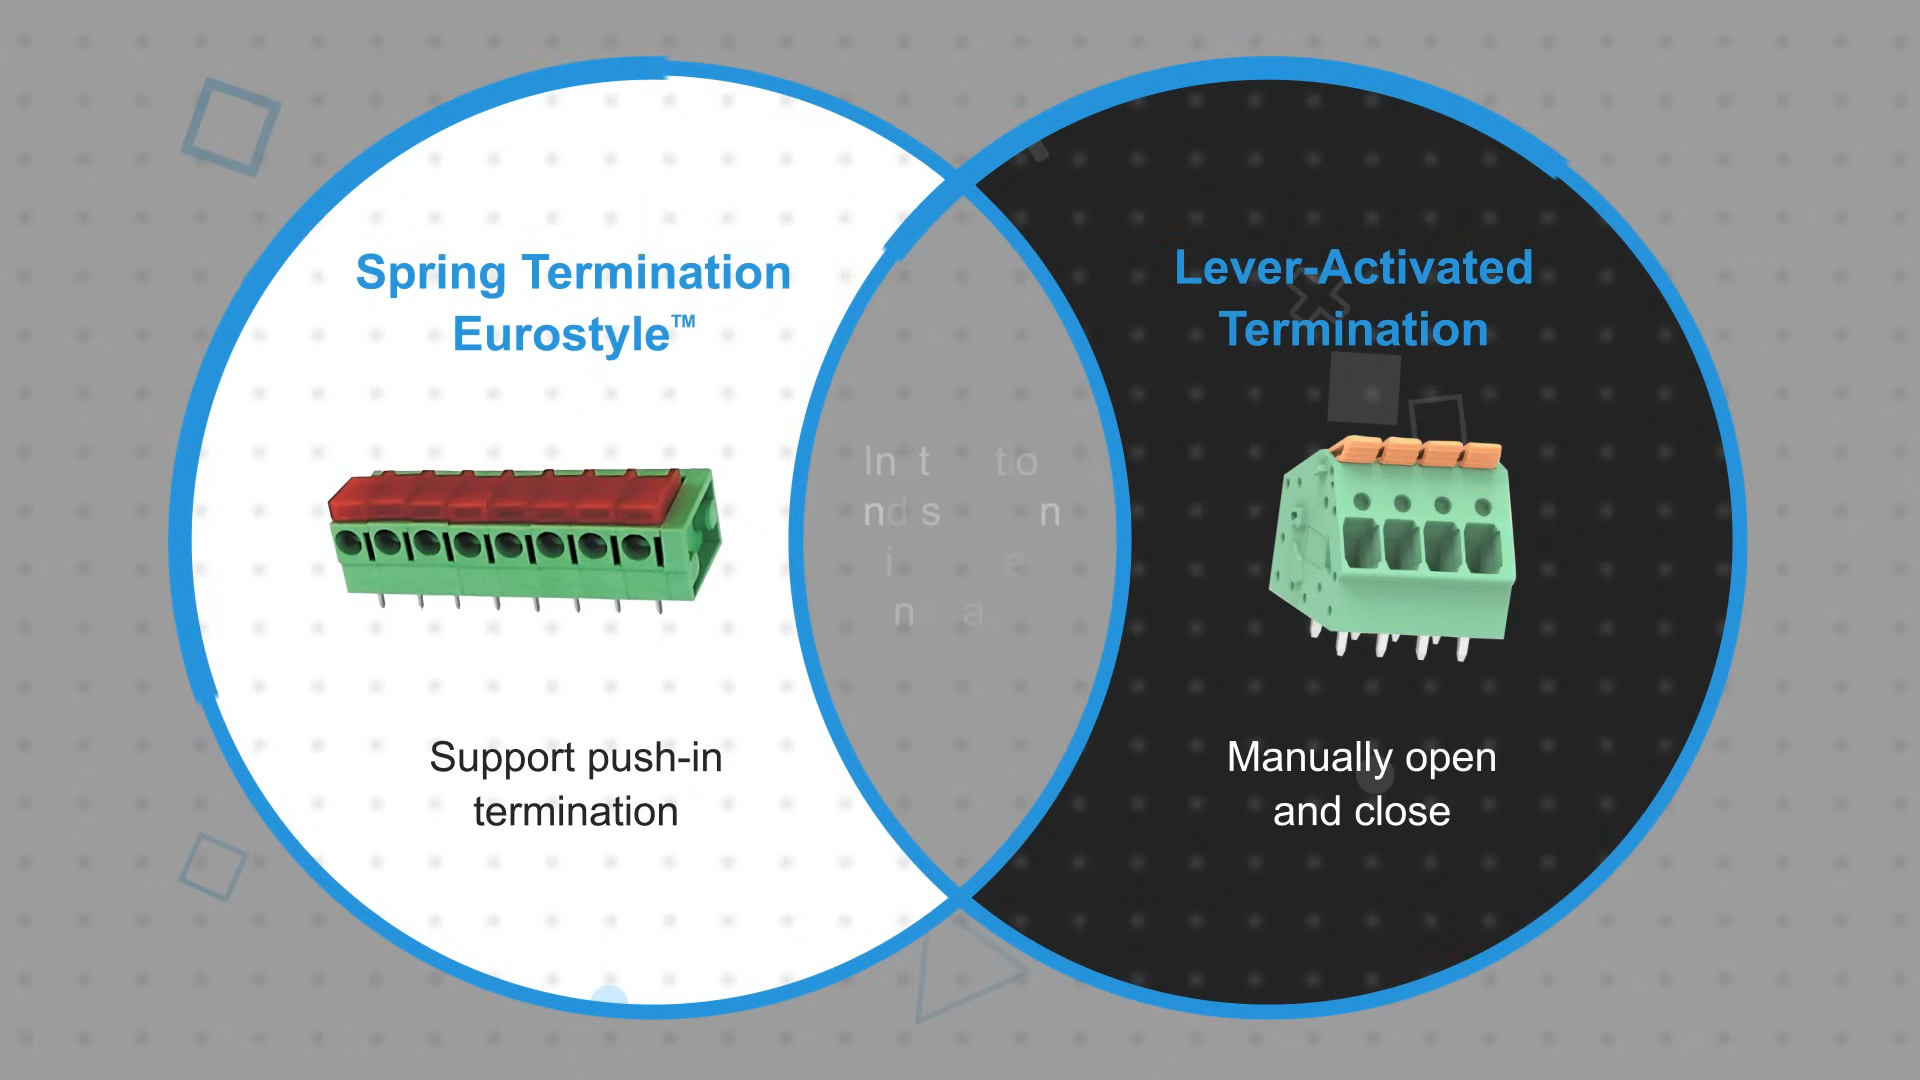 Spring Termination
Eurostyle™
Support push-in
termination
Lever-Activated
Termination
Manually open
and close